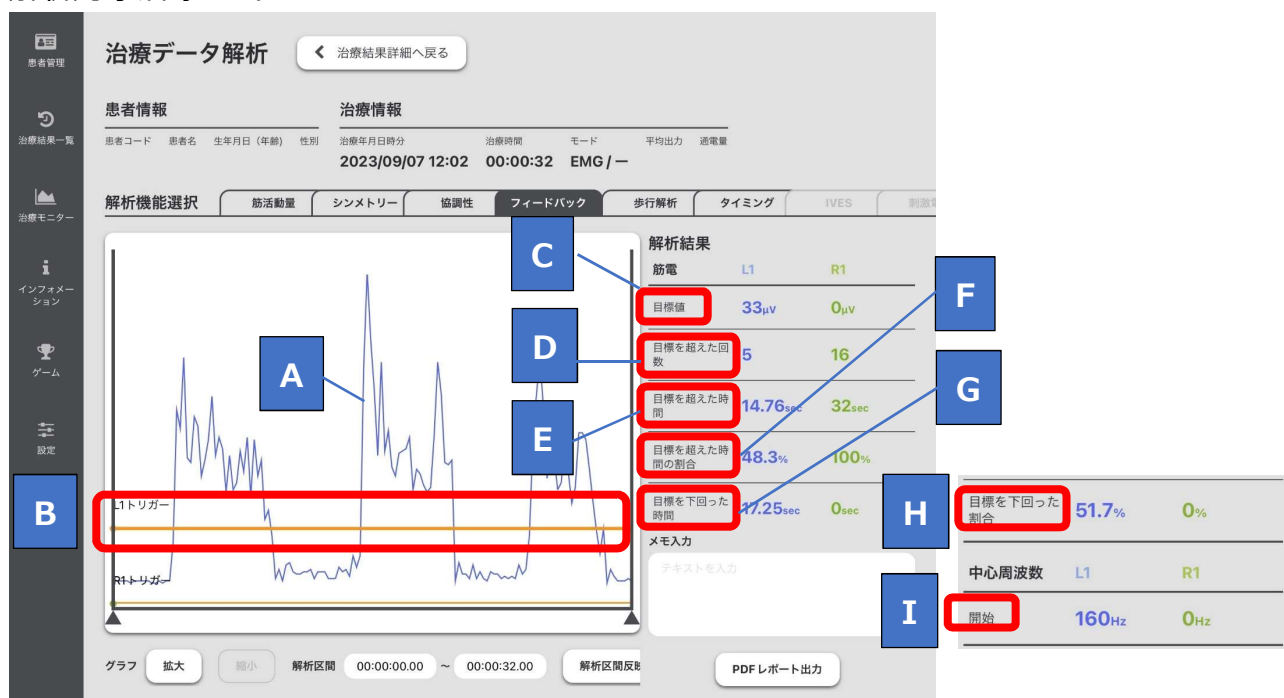 患者管理
治療結果一覧
治療モニター
インフォメー
ション
ゲーム
設定
治療データ解析
治療結果詳細へ戻る
患者情報
治療情報
患者コード 患者名 生年月日（年齢） 性別
治療年月日時分 治療時間 モード 平均出力 通電量
2023/09/07 12:02 00:00:32 EMG / ー
解析機能選択 筋活動量 シンメトリー 協調性 フィードバック 歩行解析 タイミング IVES
A
B
C
D
E
F
G
H
I
L1トリガー
R1トリガー
解析結果
筋電 L1 R1
目標値 33μV 0μV
目標を超えた回
数
5 16
目標を超えた時
間
14.76sec 32sec
目標を超えた時
間の割合
48.3% 100%
目標を下回った
時間
17.25sec 0sec
メモ入力
テキストを入力
目標を下回った
割合
51.7% 0%
中心周波数 L1 R1
開始 160Hz 0Hz
グラフ 拡大 縮小 解析区間 00:00:00.00 ~ 00:00:32.00 解析区間反映
PDF レポート出力